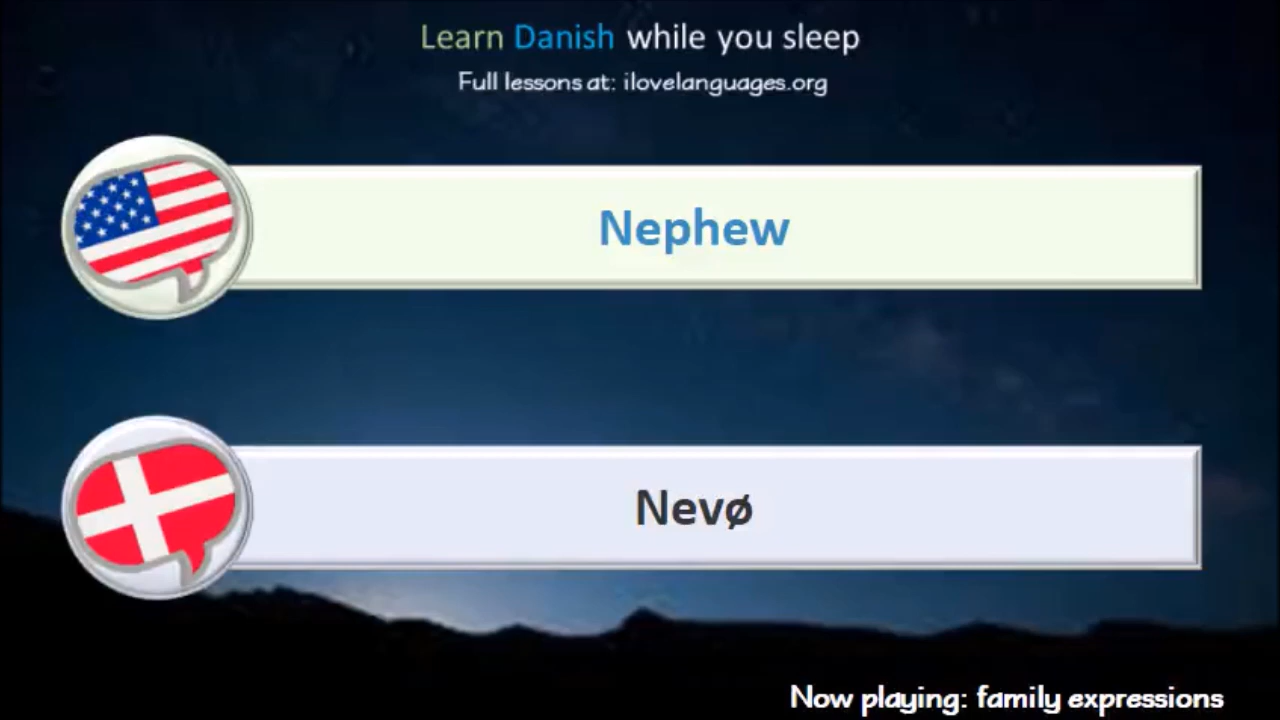 Learn Danish while you sleep
Full lessons at: ilovelanguages.org
Nephew
Nevø
Now playing: family expressions